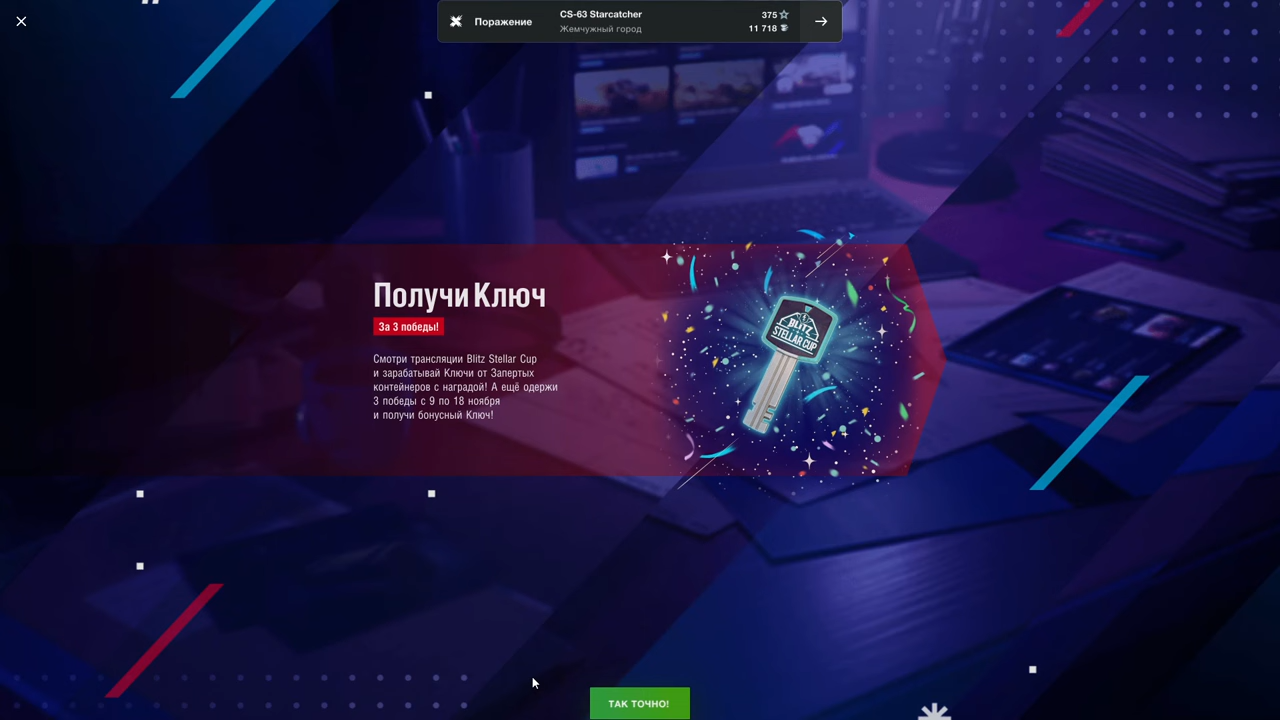 Поражение
CS-63 Starcatcher
Жемчужный город
375
11 718
Получи Ключ
За 3 победы!
Смотри трансляции Blitz Stellar Cup
и зарабатывай Ключи от Запертых
контейнеров с наградой! А ещё одержи
3 победы с 9 по 18 ноября
и получи бонусный Ключ!
BLITZ
STELLAR CUP
ТАК ТОЧНО!